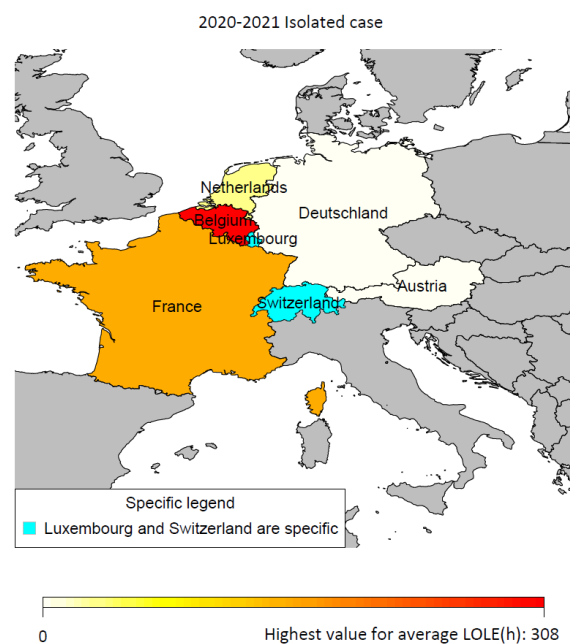 2020-2021 Isolated case
Netherlands
Belgium
Deutschland
Luxembourg
Austria
France
Switzerland
Specific legend
Luxembourg and Switzerland are specific
0
Highest value for average LOLE(h): 308